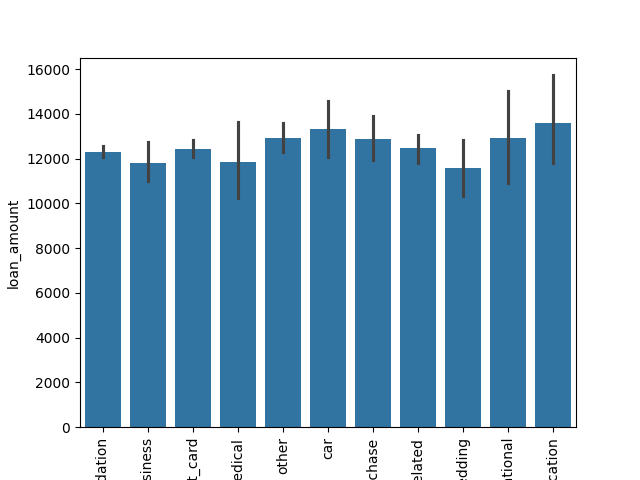 16000
14000
12000
10000
8000
6000
4000
2000
0
loan_amount
dation
siness
t_card
edical
other
car
chase
elated
dding
tional
cation